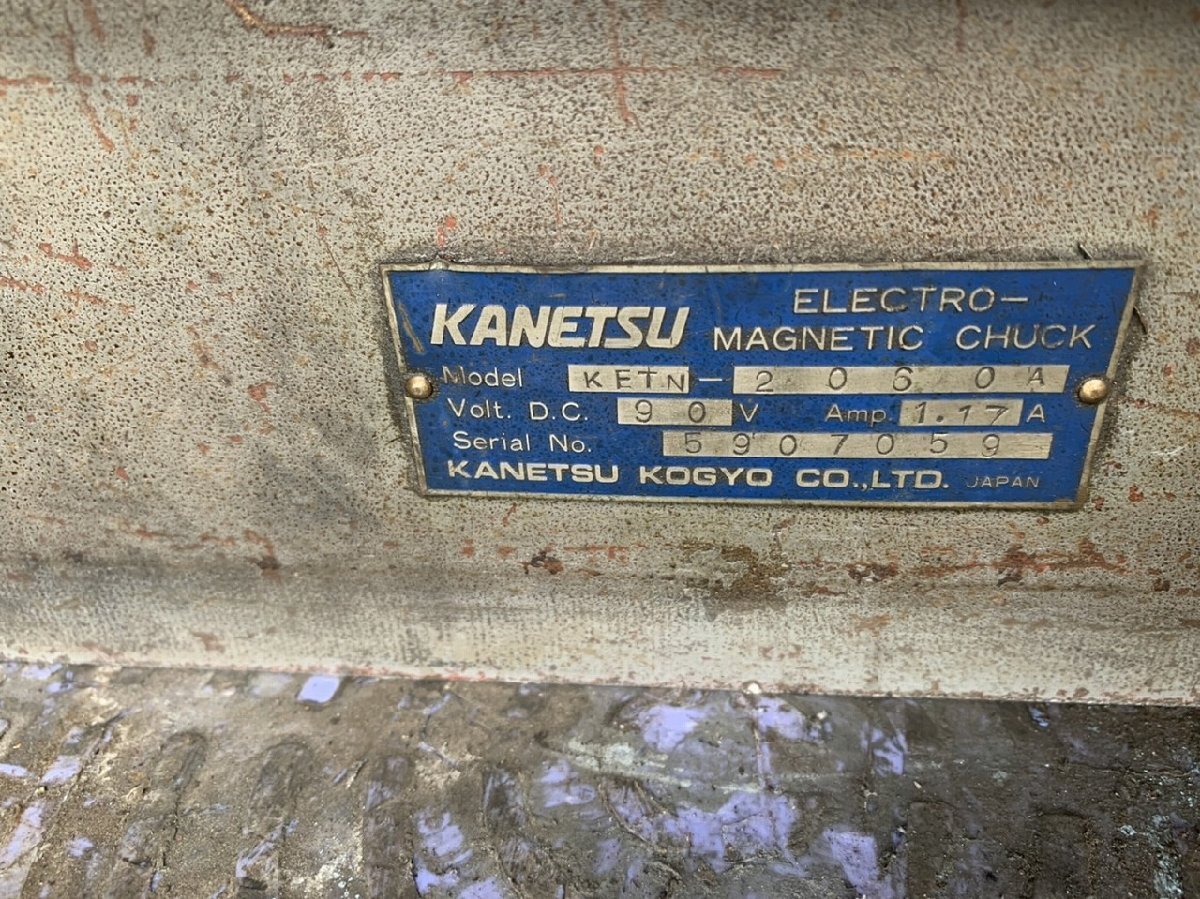 KANETSU
ELECTRO-
MAGNETIC CHUCK
Model KETN-2060A
Volt. D.C. 90 V Amp. 1.17 A
Serial No. 5907059
KANETSU KOGYO CO.,LTD. JAPAN